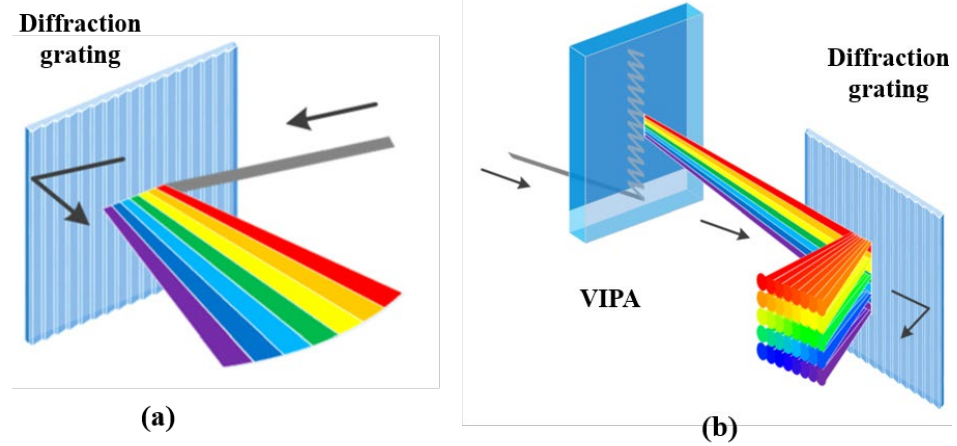 Diffraction
grating
(a)
Diffraction
grating
VIPA
(b)